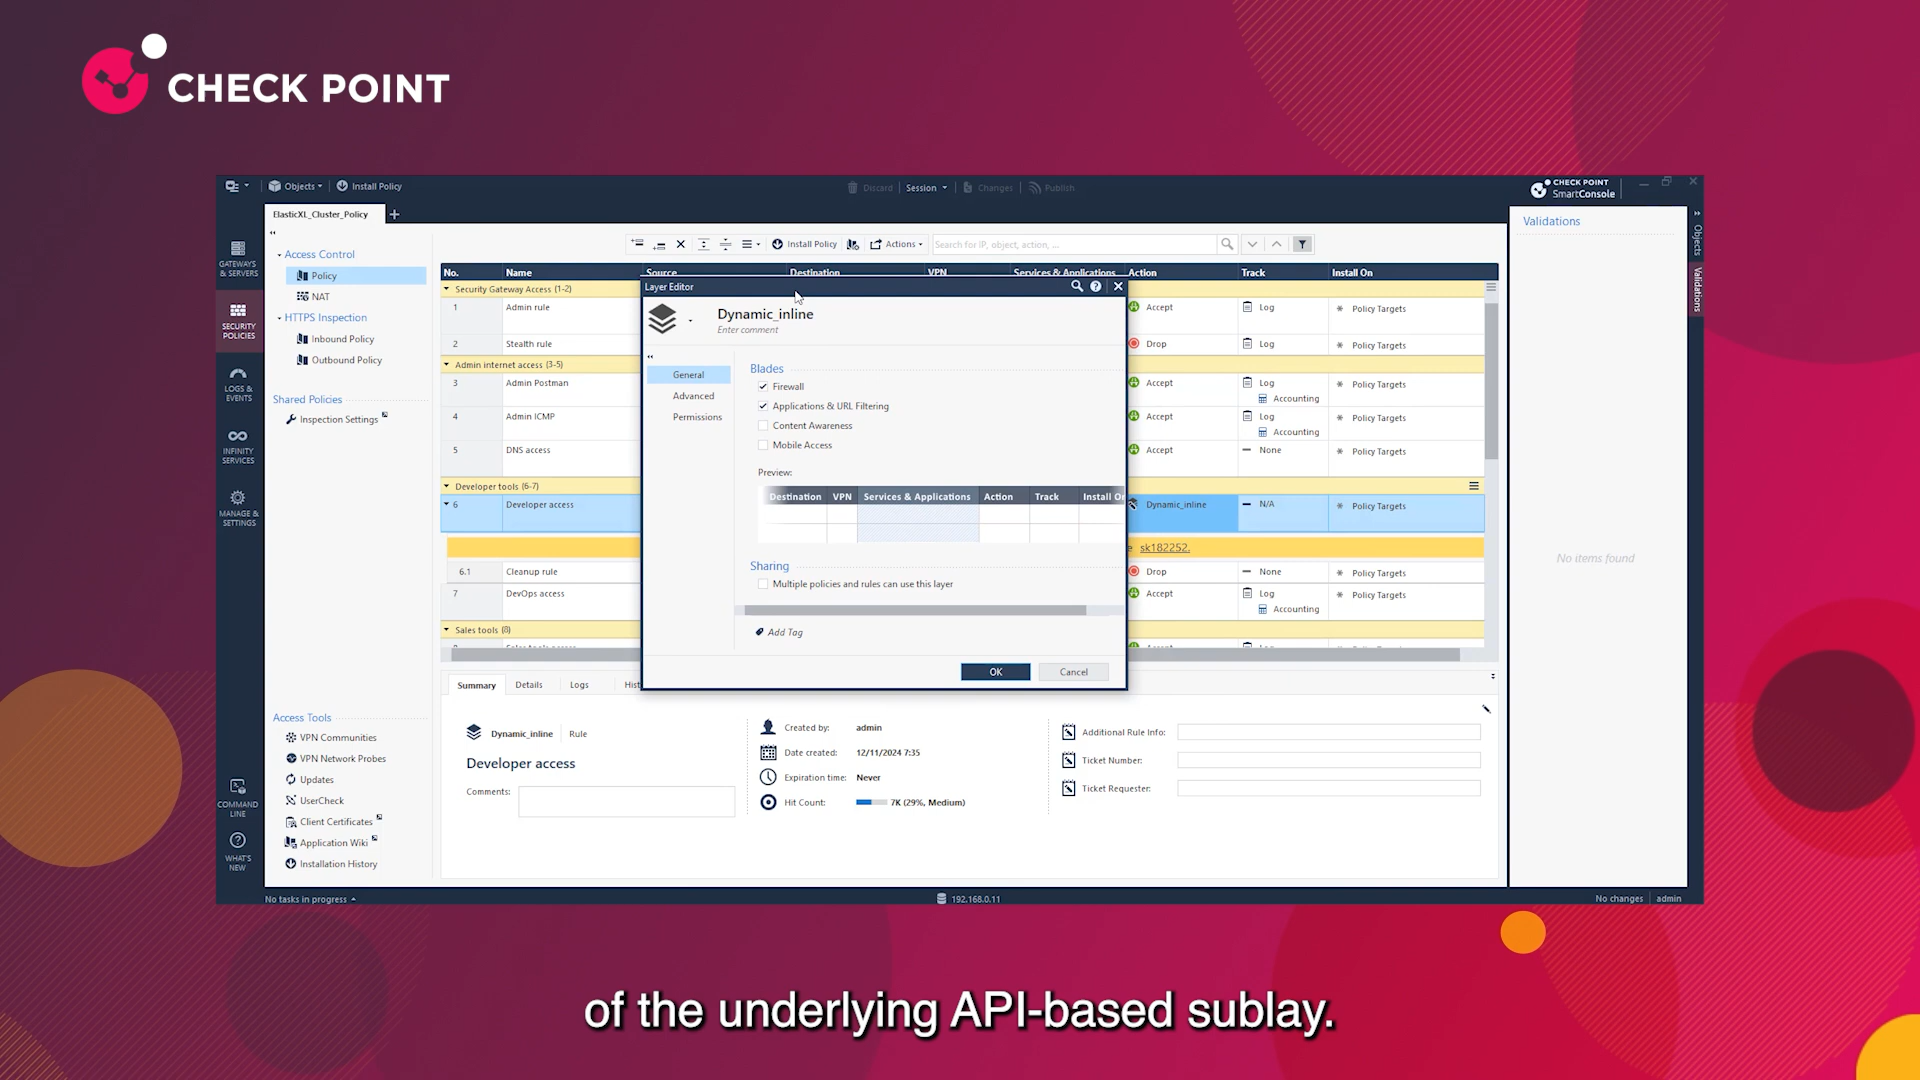 CHECK POINT
Objects
Install Policy
Discard
Session
Changes
Publish
CHECK POINT
SmartConsole
ElasticXL_Cluster_Policy
Validations
Objects
Validations
GATEWAYS
& SERVERS
SECURITY
POLICIES
LOGS &
EVENTS
INFINITY
SERVICES
MANAGE &
SETTINGS
COMMAND
LINE
WHAT'S
NEW
Access Control
Policy
NAT
HTTPS Inspection
Inbound Policy
Outbound Policy
Shared Policies
Inspection Settings
Access Tools
VPN Communities
VPN Network Probes
Updates
UserCheck
Client Certificates
Application Wiki
Installation History
Install Policy
Actions
Search for IP, object, action, ...
No. Name Source Destination VPN Services & Applications Action Track Install On
Security Gateway Access (1-2)
1 Admin rule Accept Log Policy Targets
2 Stealth rule Drop Log Policy Targets
Admin internet access (3-5)
3 Admin Postman Accept Log Policy Targets
Accounting
4 Admin ICMP Accept Log Policy Targets
Accounting
5 DNS access Accept None Policy Targets
Developer tools (6-7)
6 Developer access Dynamic_inline N/A Policy Targets
sk182252.
6.1 Cleanup rule Drop None Policy Targets
7 DevOps access Accept Log Policy Targets
Accounting
Sales tools (8)
Layer Editor
Dynamic_inline
Enter comment
General
Advanced
Permissions
Blades
Firewall
Applications & URL Filtering
Content Awareness
Mobile Access
Preview:
Destination VPN Services & Applications Action Track Install On
Sharing
Multiple policies and rules can use this layer
Add Tag
OK
Cancel
Summary
Details
Logs
Hist
Dynamic_inline
Rule
Developer access
Comments:
Created by: admin
Date created: 12/11/2024 7:35
Expiration time: Never
Hit Count: 7K (29%, Medium)
Additional Rule Info:
Ticket Number:
Ticket Requester:
No items found
No tasks in progress
192.168.0.11
No changes
admin
of the underlying API-based sublay.